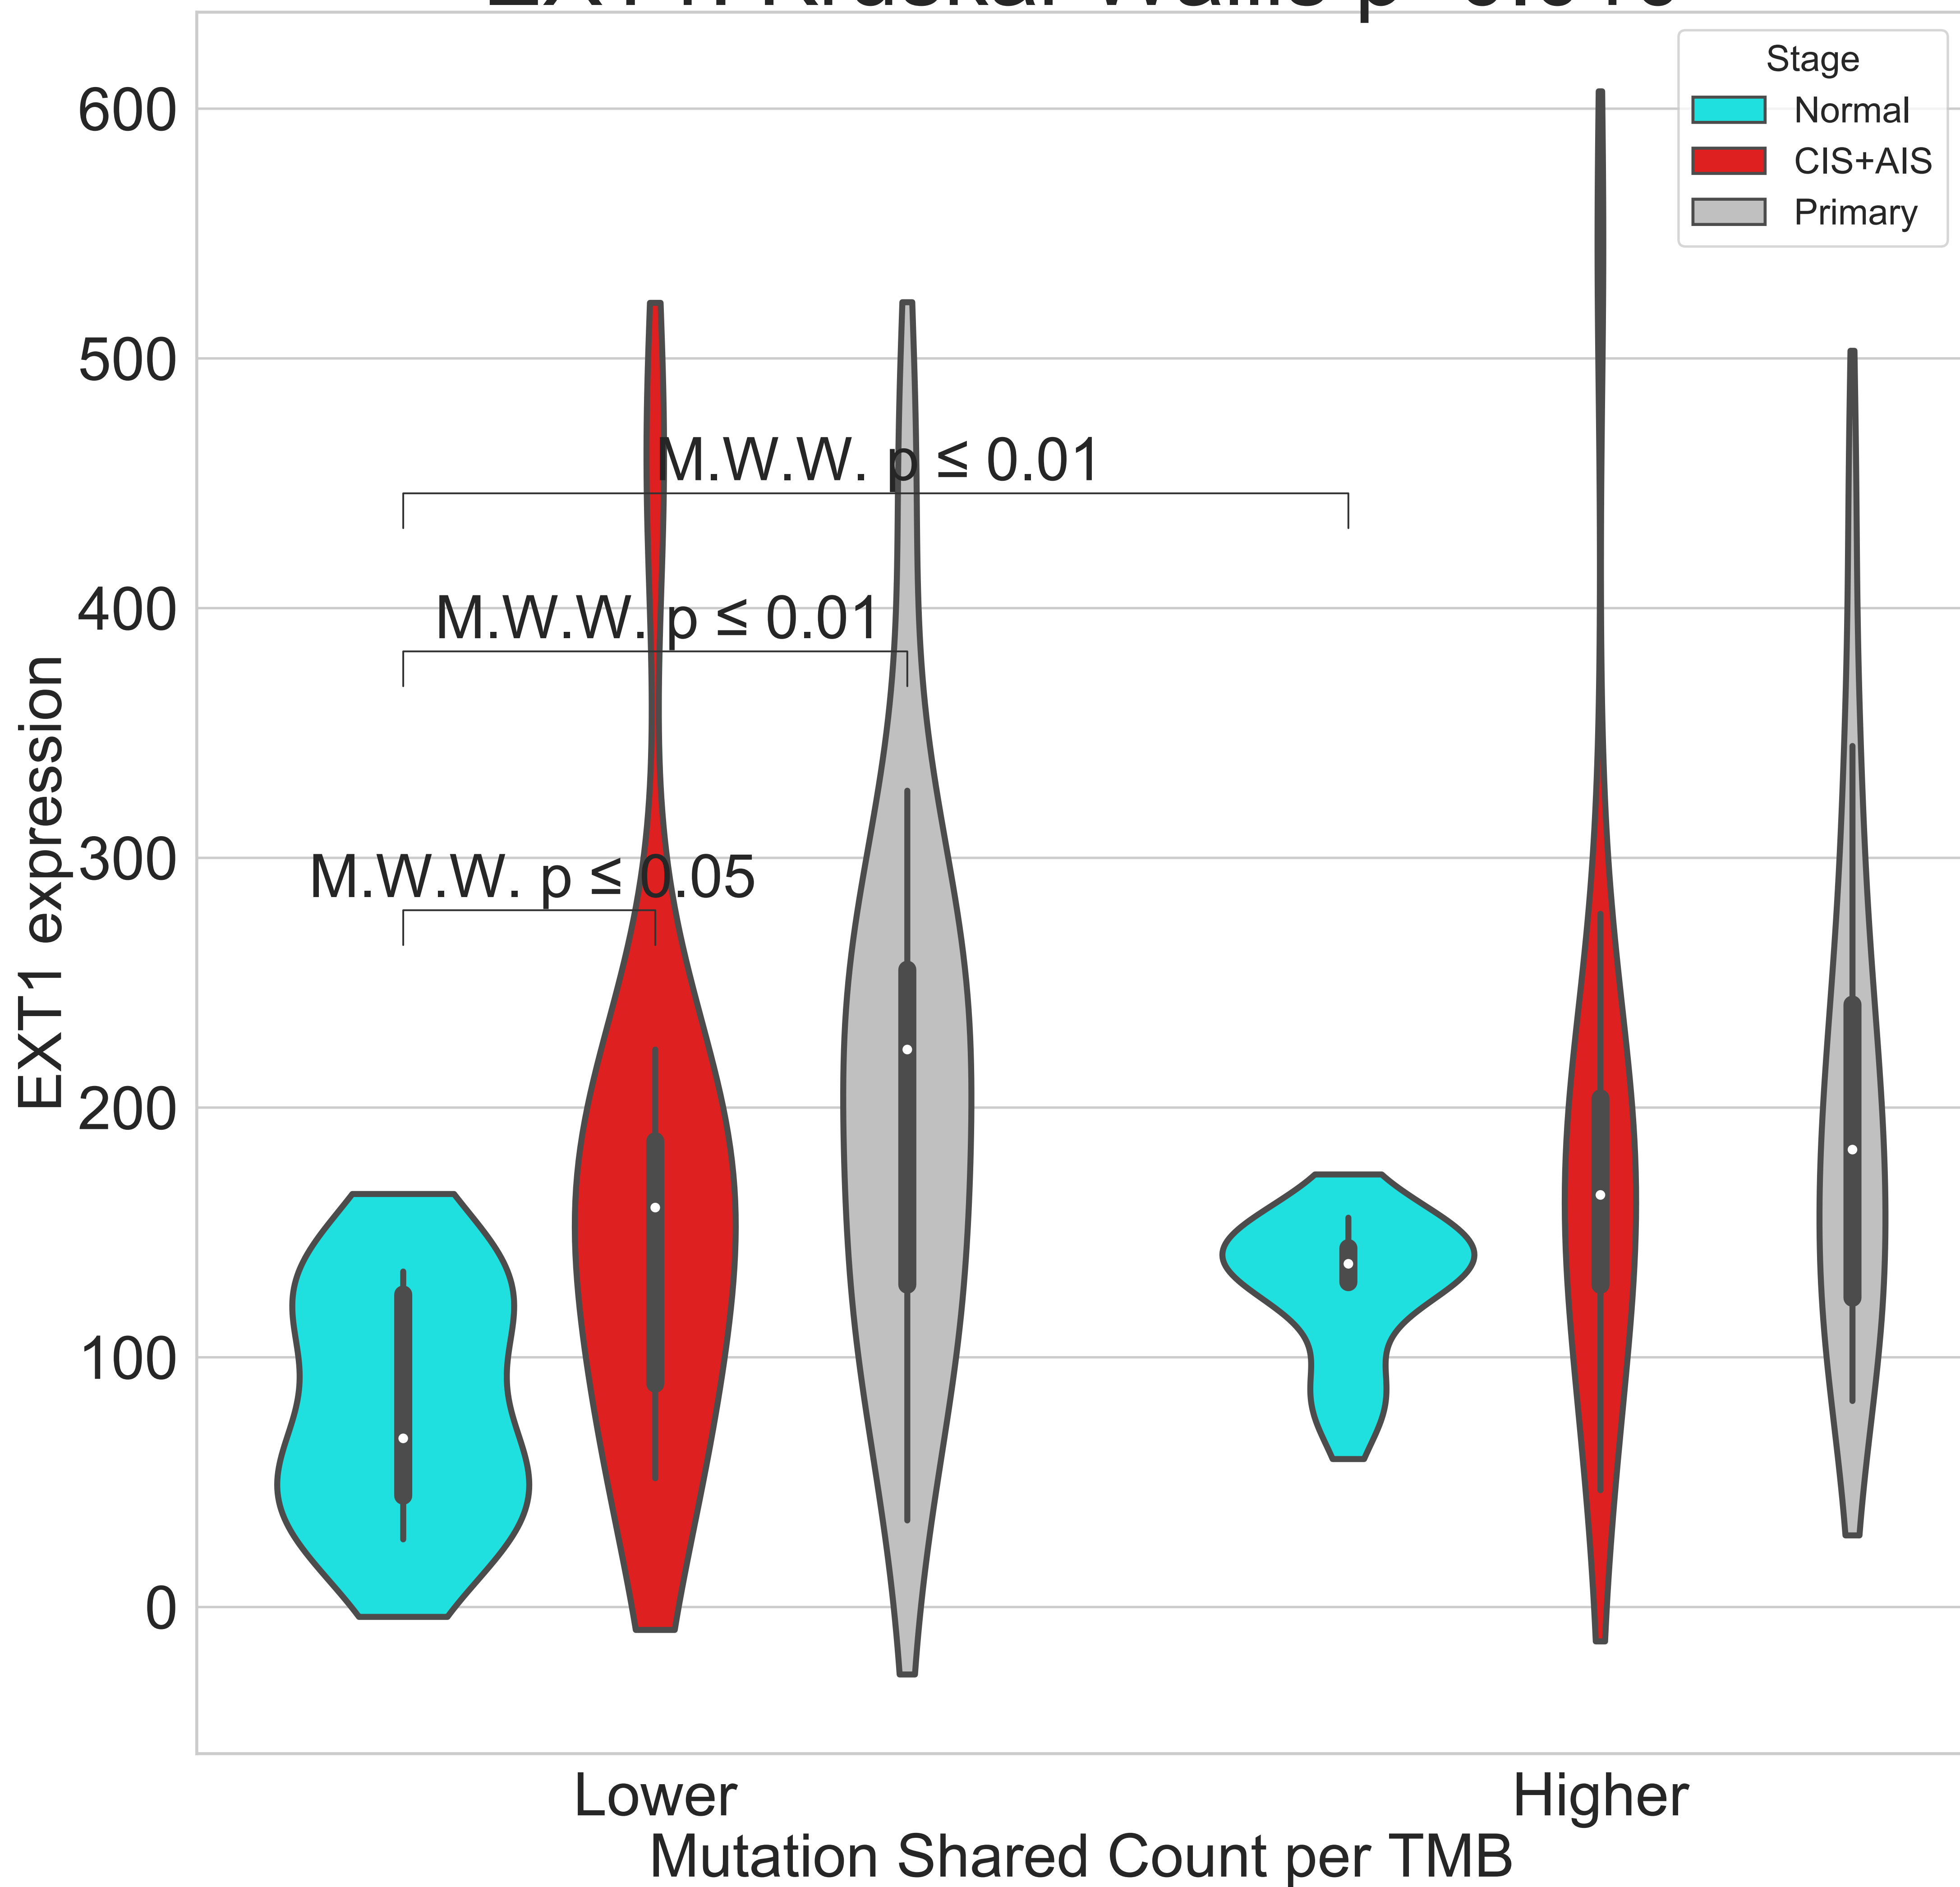 Stage
Normal
CIS+AIS
Primary
600
500
400
300
200
100
0
EXT1 expression
M.W.W. p ≤ 0.01
M.W.W. p ≤ 0.01
M.W.W. p ≤ 0.05
Lower
Higher
Mutation Shared Count per TMB